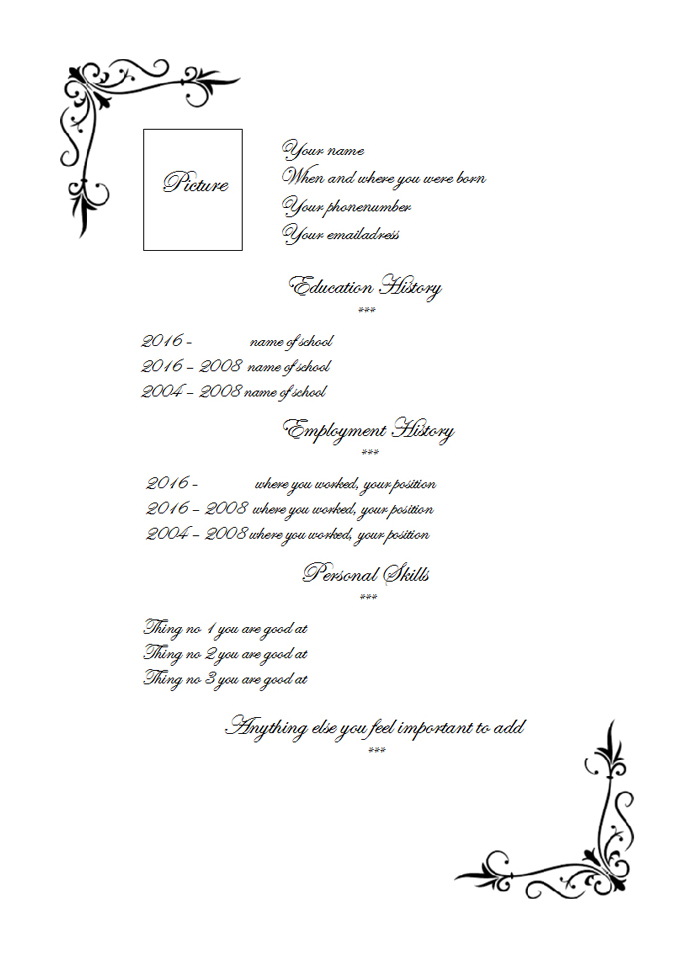 Picture
Your name
When and where you were born
Your phonenumber
Your emailadress
Education History
***
2016 - name of school
2016 – 2008 name of school
2004 – 2008 name of school
Employment History
***
2016 - where you worked, your position
2016 – 2008 where you worked, your position
2004 – 2008 where you worked, your position
Personal Skills
***
Thing no 1 you are good at
Thing no 2 you are good at
Thing no 3 you are good at
Anything else you feel important to add
***